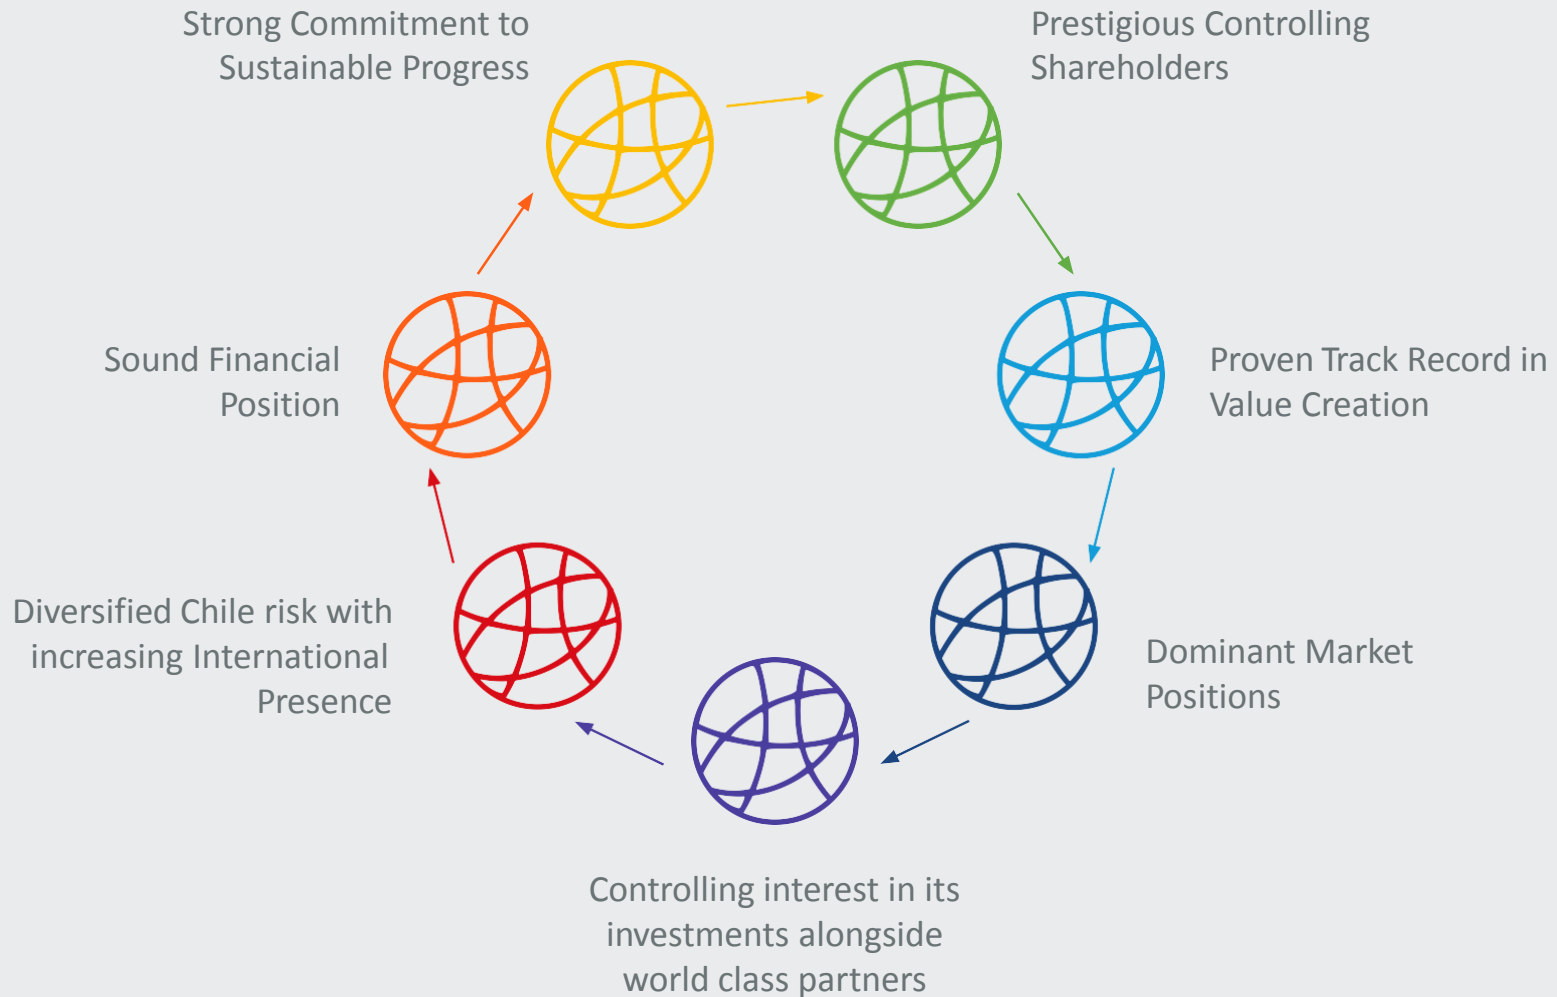 Strong Commitment to
Sustainable Progress
Prestigious Controlling
Shareholders
Sound Financial
Position
Proven Track Record in
Value Creation
Diversified Chile risk with
increasing International
Presence
Dominant Market
Positions
Controlling interest in its
investments alongside
world class partners